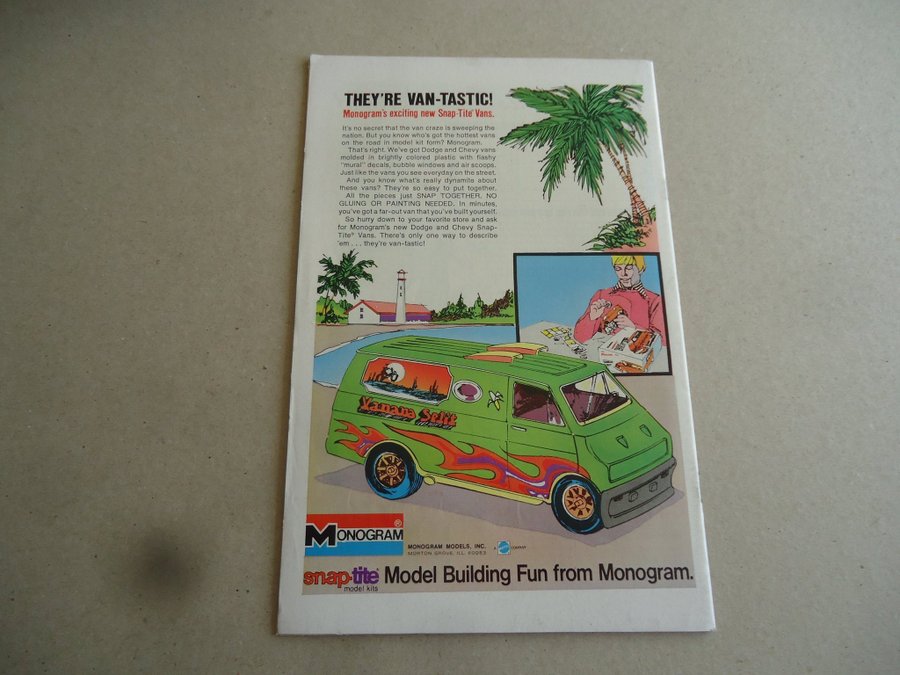 THEY'RE VAN-TASTIC!
Monogram's exciting new Snap-Tite® Vans.
It's no secret that the van craze is sweeping the
nation. But you know who's got the hottest vans
on the road in model kit form? Monogram.
That's right. We've got Dodge and Chevy vans
molded in brightly colored plastic with flashy
"mural" decals, bubble windows and air scoops.
Just like the vans you see everyday on the street.
And you know what's really dynamite about
these vans? They're so easy to put together.
All the pieces just SNAP TOGETHER. NO
GLUING OR PAINTING NEEDED. In minutes,
you've got a far-out van that you've built yourself.
So hurry down to your favorite store and ask
for Monogram's new Dodge and Chevy Snap-
Tite® Vans. There's only one way to describe
'em . . . they're van-tastic!
Vanana Split
MONOGRAM®
MONOGRAM MODELS, INC.
MORTON GROVE, ILL. 60053
A
COMPANY
snap-tite® Model Building Fun from Monogram.
model kits